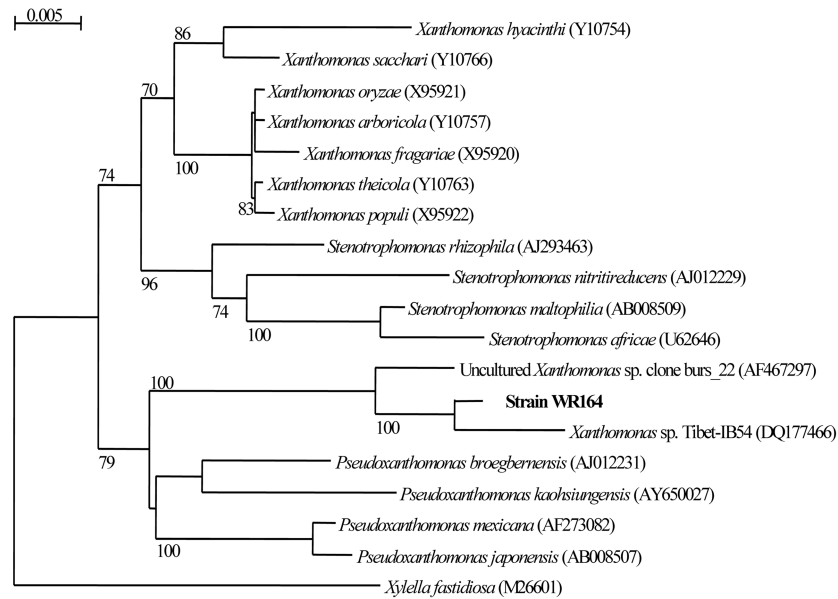 0.005
86
Xanthomonas hyacinthi (Y10754)
Xanthomonas sacchari (Y10766)
70
Xanthomonas oryzae (X95921)
Xanthomonas arboricola (Y10757)
Xanthomonas fragariae (X95920)
100
74
Xanthomonas theicola (Y10763)
83
Xanthomonas populi (X95922)
Stenotrophomonas rhizophila (AJ293463)
96
Stenotrophomonas nitritireducens (AJ012229)
74
Stenotrophomonas maltophilia (AB008509)
100
Stenotrophomonas africae (U62646)
Uncultured Xanthomonas sp. clone burs_22 (AF467297)
100
Strain WR164
100
Xanthomonas sp. Tibet-IB54 (DQ177466)
79
Pseudoxanthomonas broegbernensis (AJ012231)
Pseudoxanthomonas kaohsiungensis (AY650027)
Pseudoxanthomonas mexicana (AF273082)
100
Pseudoxanthomonas japonensis (AB008507)
Xylella fastidiosa (M26601)